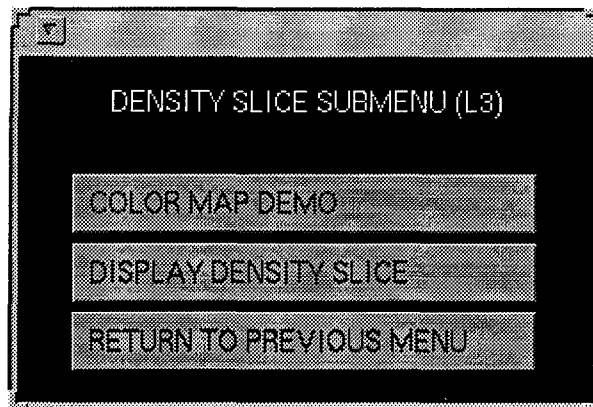 DENSITY SLICE SUBMENU (L3)
COLOR MAP DEMO
DISPLAY DENSITY SLICE
RETURN TO PREVIOUS MENU